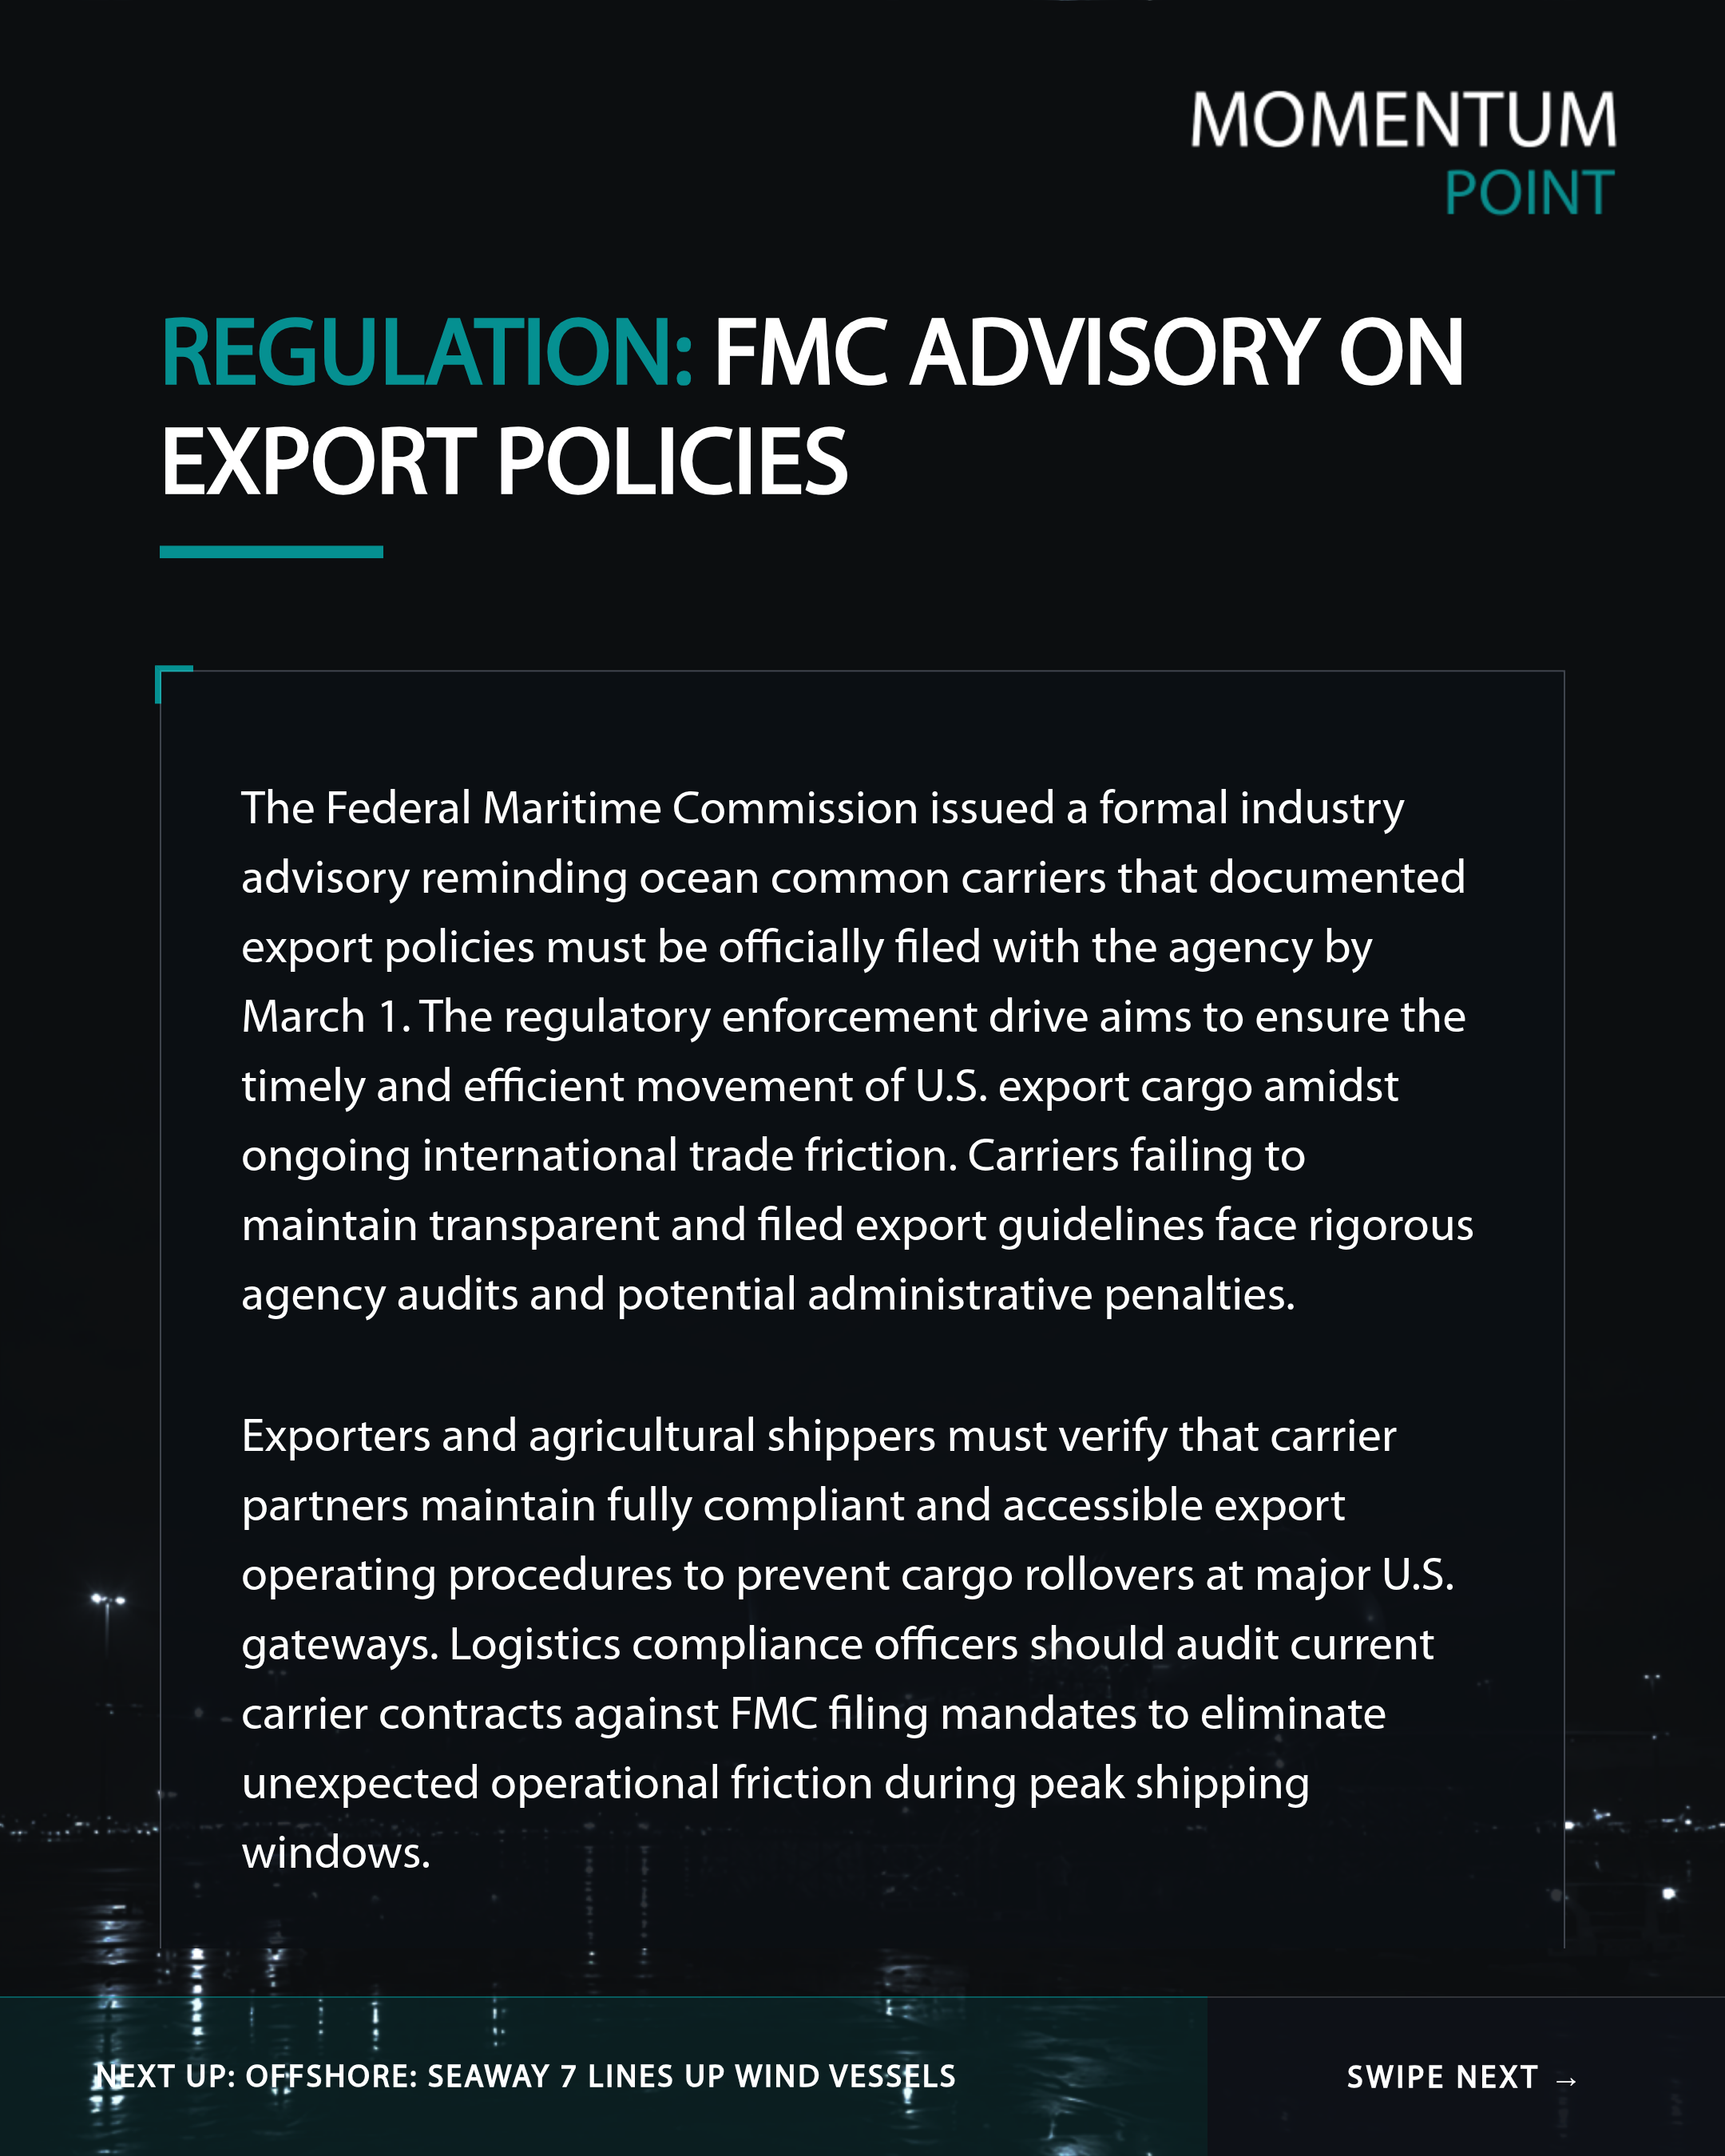 MOMENTUM
POINT
REGULATION: FMC ADVISORY ON
EXPORT POLICIES
The Federal Maritime Commission issued a formal industry
advisory reminding ocean common carriers that documented
export policies must be officially filed with the agency by
March 1. The regulatory enforcement drive aims to ensure the
timely and efficient movement of U.S. export cargo amidst
ongoing international trade friction. Carriers failing to
maintain transparent and filed export guidelines face rigorous
agency audits and potential administrative penalties.
Exporters and agricultural shippers must verify that carrier
partners maintain fully compliant and accessible export
operating procedures to prevent cargo rollovers at major U.S.
gateways. Logistics compliance officers should audit current
carrier contracts against FMC filing mandates to eliminate
unexpected operational friction during peak shipping
windows.
NEXT UP: OFFSHORE: SEAWAY 7 LINES UP WIND VESSELS
SWIPE NEXT →